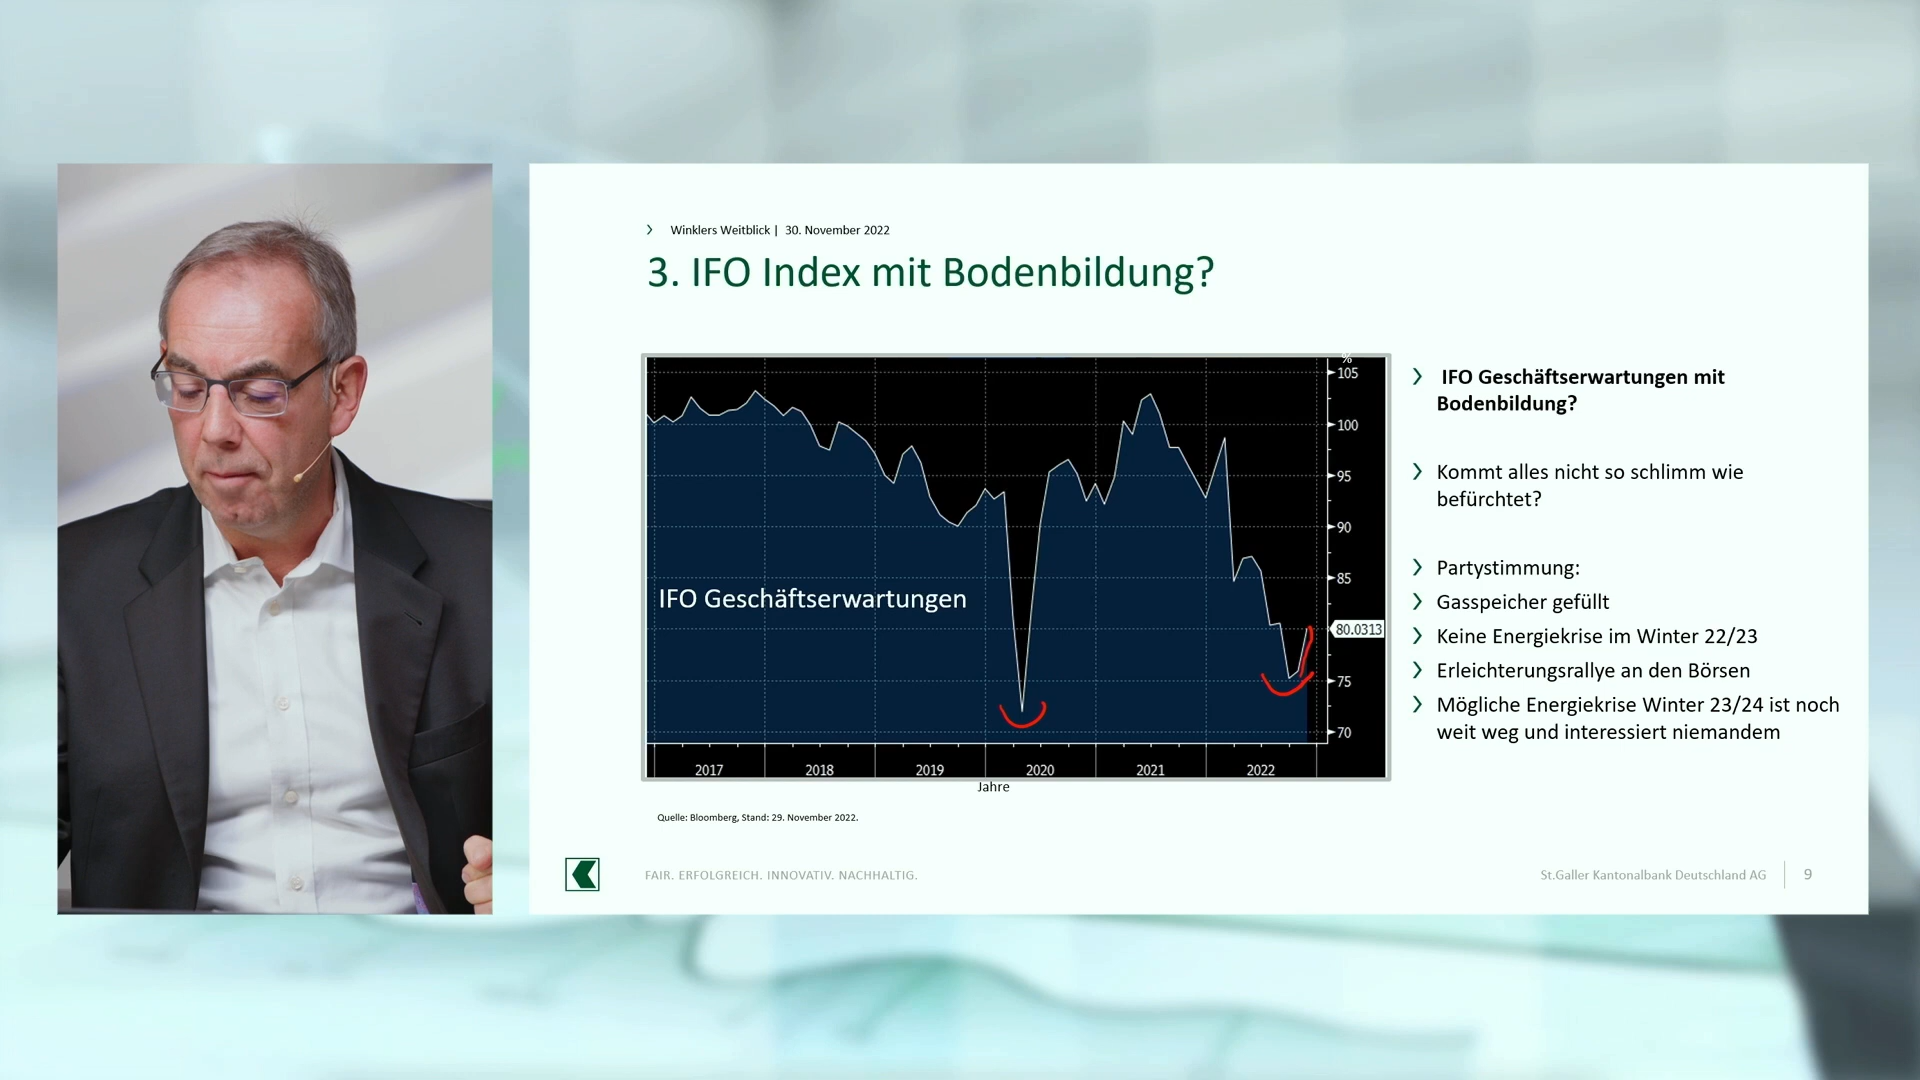 Winklers Weitblick | 30. November 2022
3. IFO Index mit Bodenbildung?
%
105
100
95
90
85
80.0313
75
70
IFO Geschäftserwartungen
2017 2018 2019 2020 2021 2022
Jahre
Quelle: Bloomberg, Stand: 29. November 2022.
IFO Geschäftserwartungen mit
Bodenbildung?
Kommt alles nicht so schlimm wie
befürchtet?
Partystimmung:
Gasspeicher gefüllt
Keine Energiekrise im Winter 22/23
Erleichterungsrallye an den Börsen
Mögliche Energiekrise Winter 23/24 ist noch
weit weg und interessiert niemandem
FAIR. ERFOLGREICH. INNOVATIV. NACHHALTIG.
St.Galler Kantonalbank Deutschland AG 9